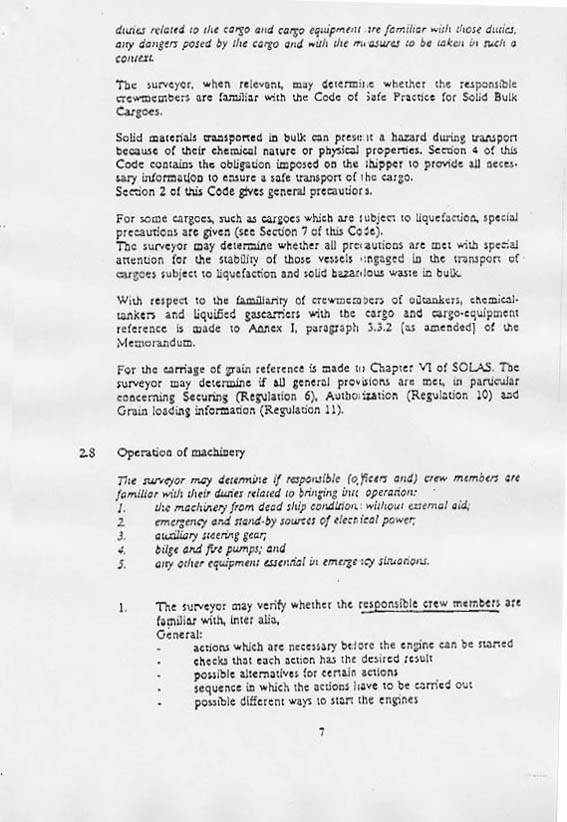 duties related to the cargo and cargo equipment are familiar with those duties,
any dangers posed by the cargo and with the measures to be taken in such a
context.
The surveyor, when relevant, may determine whether the responsible
crewmembers are familiar with the Code of Safe Practice for Solid Bulk
Cargoes.
Solid materials transported in bulk can present a hazard during transport
because of their chemical nature or physical properties. Section 4 of this
Code contains the obligation imposed on the shipper to provide all neces-
sary information to ensure a safe transport of the cargo.
Section 2 of this Code gives general precautions.
For some cargoes, such as cargoes which are subject to liquefaction, special
precautions are given (see Section 7 of this Code).
The surveyor may determine whether all precautions are met with special
attention for the stability of those vessels engaged in the transport of
cargoes subject to liquefaction and solid hazardous waste in bulk.
With respect to the familiarity of crewmembers of oiltankers, chemical-
tankers and liquified gascarriers with the cargo and cargo-equipment
reference is made to Annex I, paragraph 3.3.2 [as amended] of the
Memorandum.
For the carriage of grain reference is made to Chapter VI of SOLAS. The
surveyor may determine if all general provisions are met, in particular
concerning Securing (Regulation 6), Authorization (Regulation 10) and
Grain loading information (Regulation 11).
2.8 Operation of machinery
The surveyor may determine if responsible (officers and) crew members are
familiar with their duties related to bringing into operation:
1. the machinery from dead ship condition: without external aid;
2. emergency and stand-by sources of electrical power;
3. auxiliary steering gear;
4. bilge and fire pumps; and
5. any other equipment essential in emergency situations.
1. The surveyor may verify whether the responsible crew members are
familiar with, inter alia,
General:
- actions which are necessary before the engine can be started
- checks that each action has the desired result
- possible alternatives for certain actions
- sequence in which the actions have to be carried out
- possible different ways to start the engines
7